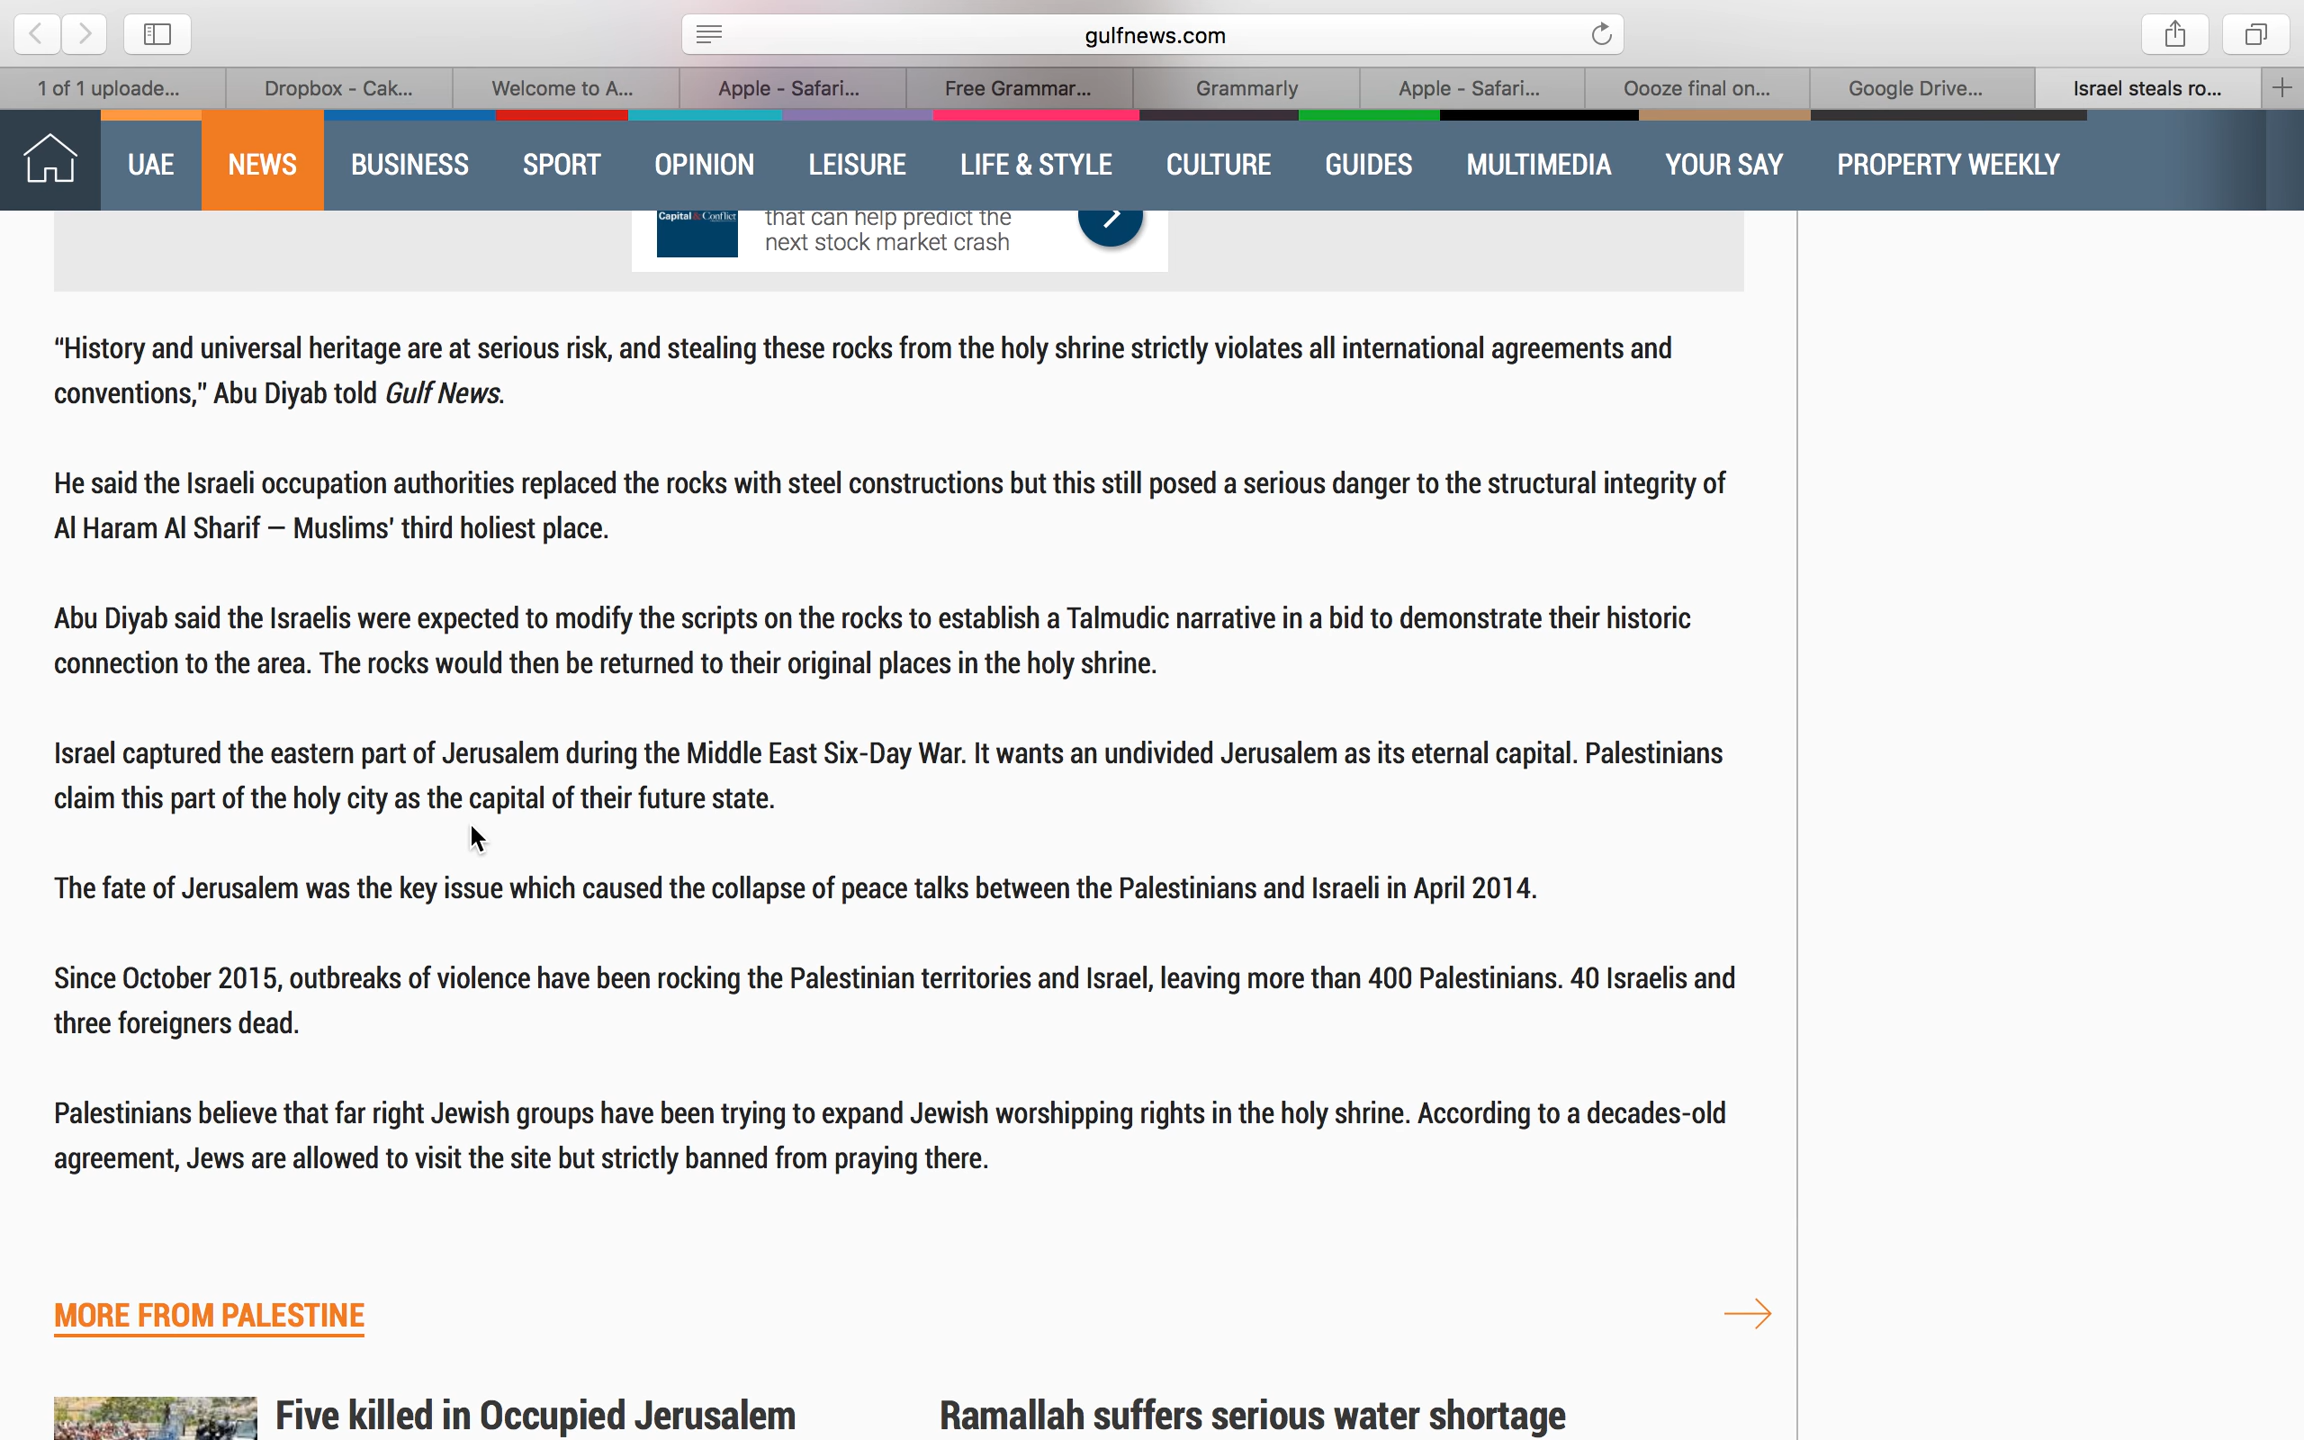 gulfnews.com
1 of 1 uploade...
Dropbox - Cak...
Welcome to A...
Apple - Safari...
Free Grammar...
Grammarly
Apple - Safari...
Oooze final on...
Google Drive...
Israel steals ro...
UAE
NEWS
BUSINESS
SPORT
OPINION
LEISURE
LIFE & STYLE
CULTURE
GUIDES
MULTIMEDIA
YOUR SAY
PROPERTY WEEKLY
Capital & Conflict
that can help predict the
next stock market crash
“History and universal heritage are at serious risk, and stealing these rocks from the holy shrine strictly violates all international agreements and
conventions,” Abu Diyab told Gulf News.
He said the Israeli occupation authorities replaced the rocks with steel constructions but this still posed a serious danger to the structural integrity of
Al Haram Al Sharif — Muslims’ third holiest place.
Abu Diyab said the Israelis were expected to modify the scripts on the rocks to establish a Talmudic narrative in a bid to demonstrate their historic
connection to the area. The rocks would then be returned to their original places in the holy shrine.
Israel captured the eastern part of Jerusalem during the Middle East Six-Day War. It wants an undivided Jerusalem as its eternal capital. Palestinians
claim this part of the holy city as the capital of their future state.
The fate of Jerusalem was the key issue which caused the collapse of peace talks between the Palestinians and Israeli in April 2014.
Since October 2015, outbreaks of violence have been rocking the Palestinian territories and Israel, leaving more than 400 Palestinians. 40 Israelis and
three foreigners dead.
Palestinians believe that far right Jewish groups have been trying to expand Jewish worshipping rights in the holy shrine. According to a decades-old
agreement, Jews are allowed to visit the site but strictly banned from praying there.
MORE FROM PALESTINE
Five killed in Occupied Jerusalem
Ramallah suffers serious water shortage